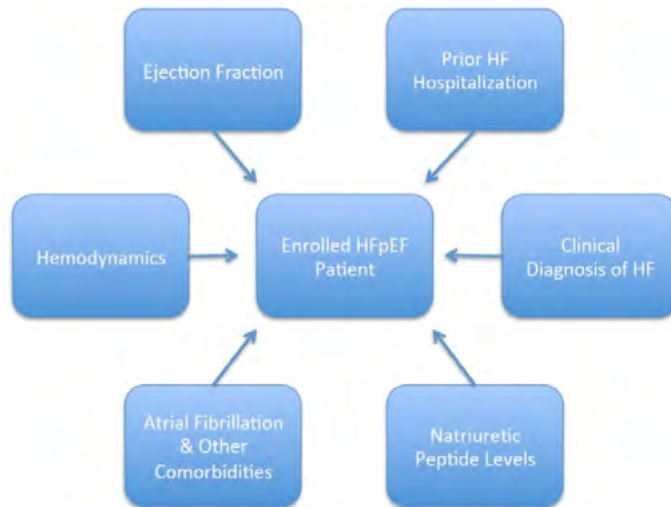 Ejection Fraction
Prior HF
Hospitalization
Hemodynamics
Enrolled HFpEF
Patient
Clinical
Diagnosis of HF
Atrial Fibrillation
& Other
Comorbidities
Natriuretic
Peptide Levels